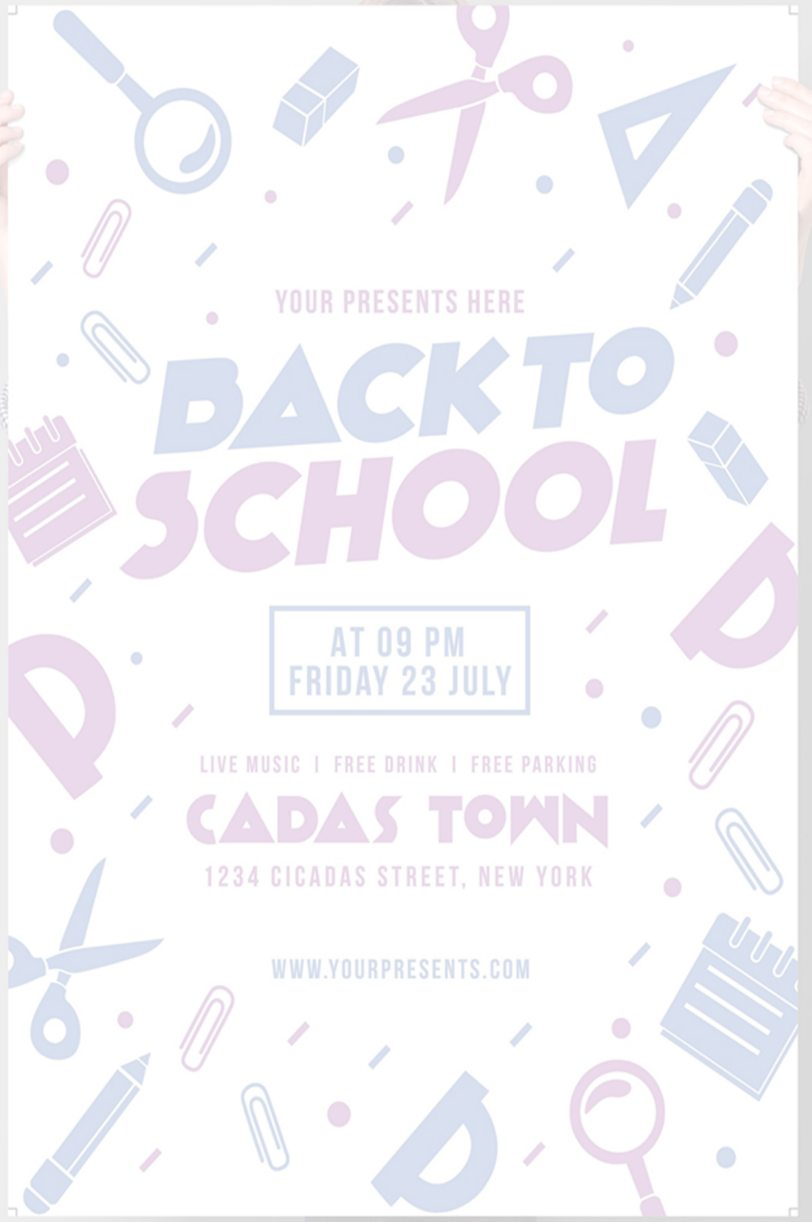 YOUR PRESENTS HERE
BACK TO
SCHOOL
AT 09 PM
FRIDAY 23 JULY
LIVE MUSIC I FREE DRINK I FREE PARKING
CADAS TOWN
1234 CICADAS STREET, NEW YORK
WWW.YOURPRESENTS.COM